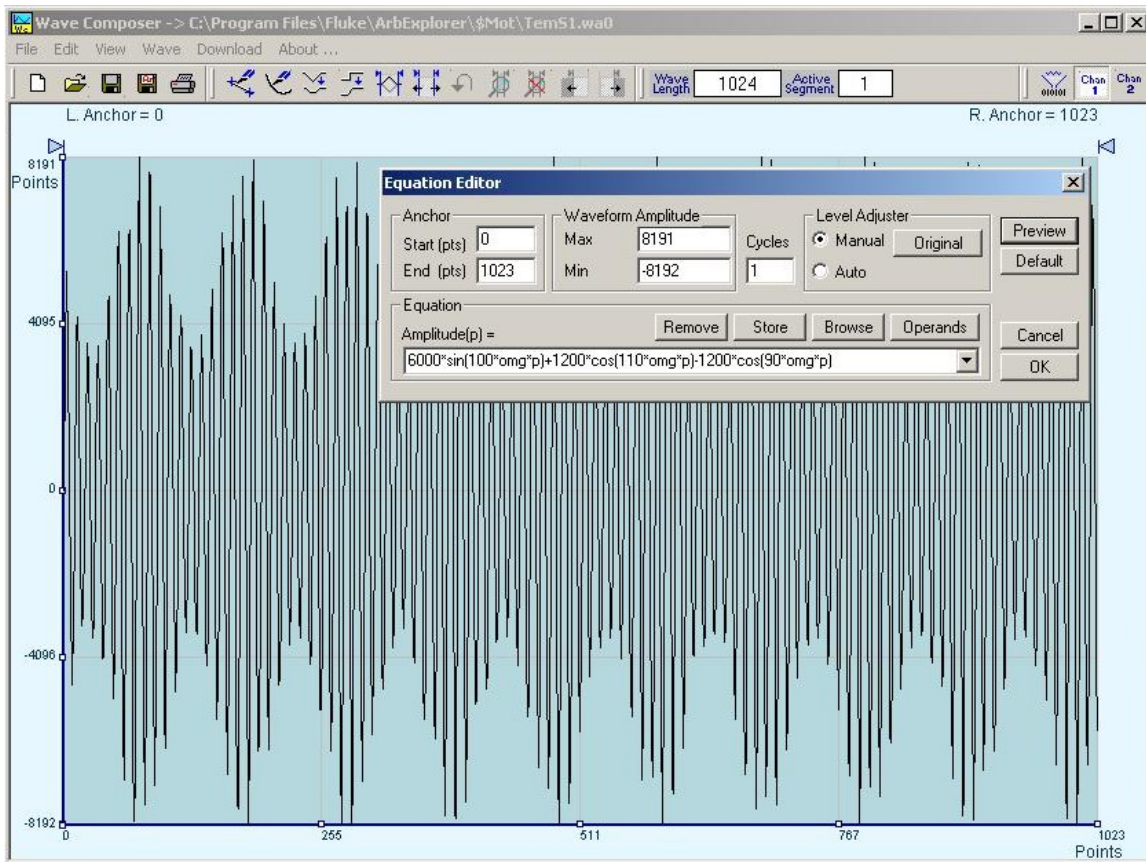 Wave Composer -> C:\Program Files\Fluke\ArbExplorer\$Mot\Tem51.wa0
File Edit View Wave Download About ...
Wave Length 1024 Active Segment 1 010101 Chan 1 Chan 2
L. Anchor = 0 R. Anchor = 1023
8191
Points
4095
0
-4096
-8192
0 255 511 767 1023
Points
Equation Editor
Anchor
Start (pts) 0
End (pts) 1023
Waveform Amplitude
Max 8191
Min -8192
Cycles
1
Level Adjuster
Manual Original
Auto
Preview
Default
Equation
Amplitude(p) = Remove Store Browse Operands
6000*sin(100*omg*p)+1200*cos(110*omg*p)-1200*cos(90*omg*p)
Cancel
OK